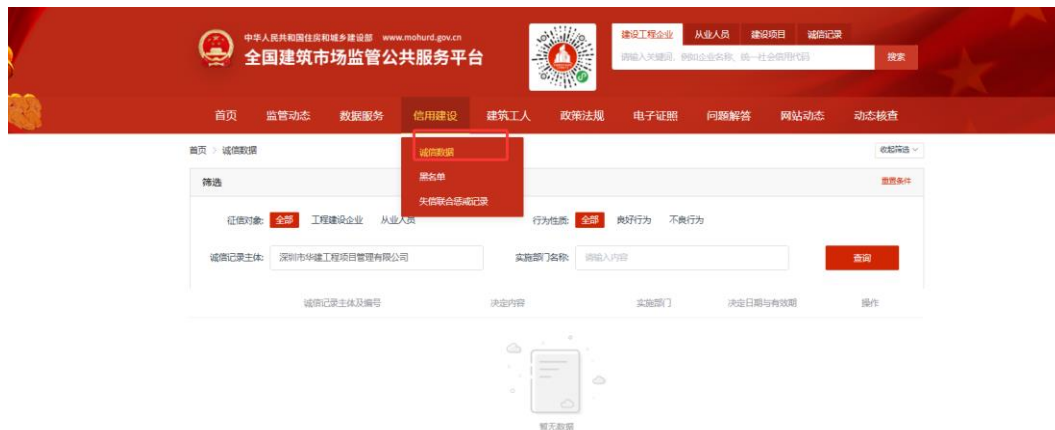 中华人民共和国住房和城乡建设部 www.mohurd.gov.cn
全国建筑市场监管公共服务平台
建设工程企业 从业人员 建设项目 诚信记录
请输入关键词，例如企业名称、统一社会信用代码 搜索
首页 监管动态 数据服务 信用建设 建筑工人 政策法规 电子证照 问题解答 网站动态 动态核查
首页 > 诚信数据
收起筛选
诚信数据
黑名单
失信联合惩戒记录
筛选
重置条件
征信对象: 全部 工程建设企业 从业人员 行为性质: 全部 良好行为 不良行为
诚信记录主体: 深圳市华建工程项目管理有限公司 实施部门名称: 请输入内容 查询
诚信记录主体及编号 决定内容 实施部门 决定日期与有效期 操作
暂无数据